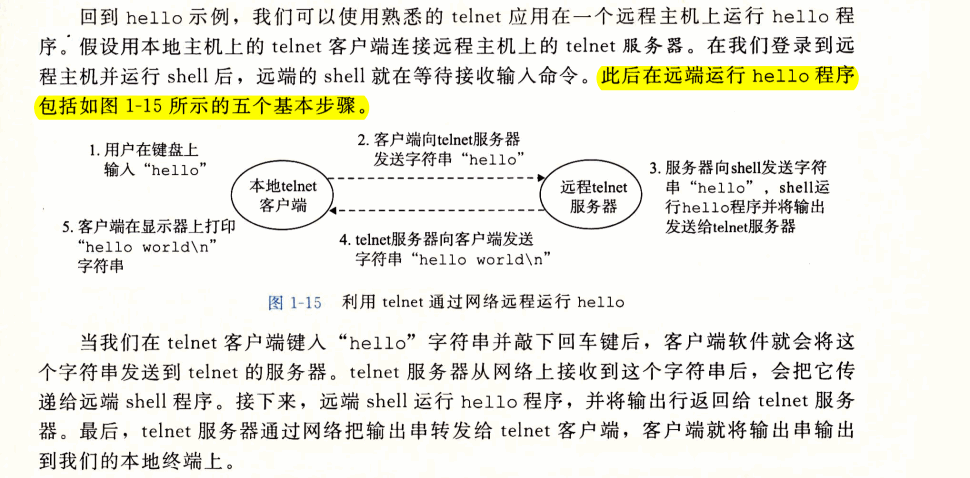 回到 hello 示例，我们可以使用熟悉的 telnet 应用在一个远程主机上运行 hello 程
序。假设用本地主机上的 telnet 客户端连接远程主机上的 telnet 服务器。在我们登录到远
程主机并运行 shell 后，远端的 shell 就在等待接收输入命令。此后在远端运行 hello 程序
包括如图 1-15 所示的五个基本步骤。
1. 用户在键盘上
输入“hello”
2. 客户端向telnet服务器
发送字符串“hello”
本地telnet
客户端
远程telnet
服务器
3. 服务器向shell发送字符
串“hello”，shell运
行hello程序并将输出
发送给telnet服务器
4. telnet服务器向客户端发送
字符串“hello world\n”
5. 客户端在显示器上打印
“hello world\n”
字符串
图 1-15 利用 telnet 通过网络远程运行 hello
当我们在 telnet 客户端键入“hello”字符串并敲下回车键后，客户端软件就会将这
个字符串发送到 telnet 的服务器。telnet 服务器从网络上接收到这个字符串后，会把它传
递给远端 shell 程序。接下来，远端 shell 运行 hello 程序，并将输出行返回给 telnet 服务
器。最后，telnet 服务器通过网络把输出串转发给 telnet 客户端，客户端就将输出串输出
到我们的本地终端上。